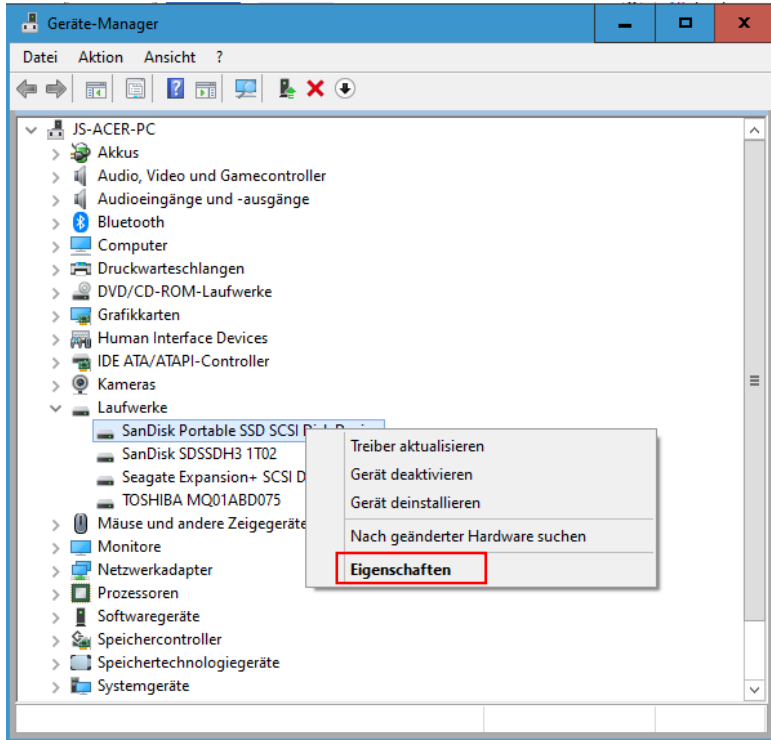 Geräte-Manager
Datei Aktion Ansicht ?
JS-ACER-PC
Akkus
Audio, Video und Gamecontroller
Audioeingänge und -ausgänge
Bluetooth
Computer
Druckwarteschlangen
DVD/CD-ROM-Laufwerke
Grafikkarten
Human Interface Devices
IDE ATA/ATAPI-Controller
Kameras
Laufwerke
SanDisk Portable SSD SCSI
SanDisk SDSSDH3 1T02
Seagate Expansion+ SCSI D
TOSHIBA MQ01ABD075
Mäuse und andere Zeigegeräte
Monitore
Netzwerkadapter
Prozessoren
Softwaregeräte
Speichercontroller
Speichertechnologiegeräte
Systemgeräte
Treiber aktualisieren
Gerät deaktivieren
Gerät deinstallieren
Nach geänderter Hardware suchen
Eigenschaften